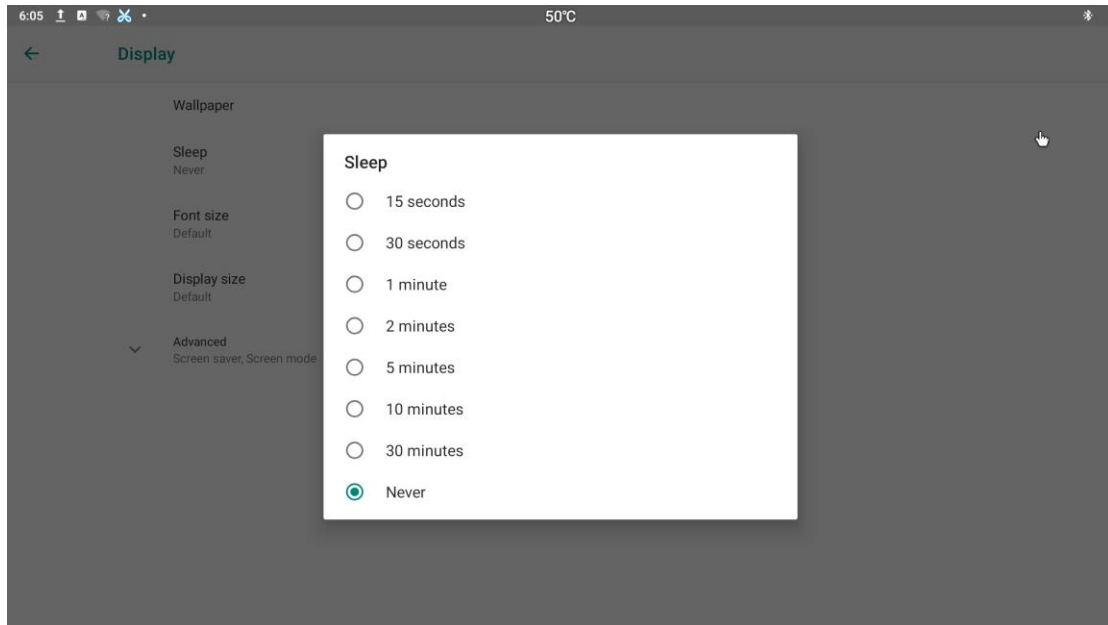 6:05 A ? 50°C
Display
Wallpaper
Sleep
Never
Font size
Default
Display size
Default
Advanced
Screen saver, Screen mode
Sleep
15 seconds
30 seconds
1 minute
2 minutes
5 minutes
10 minutes
30 minutes
Never